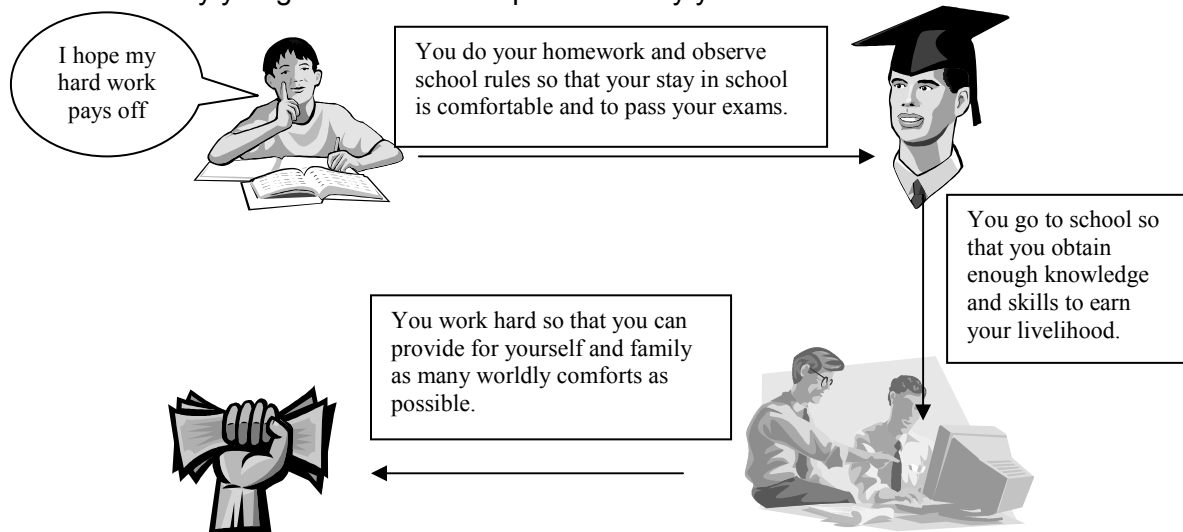 I hope my
hard work
pays off
You do your homework and observe
school rules so that your stay in school
is comfortable and to pass your exams.
You go to school so
that you obtain
enough knowledge
and skills to earn
your livelihood.
You work hard so that you can
provide for yourself and family
as many worldly comforts as
possible.